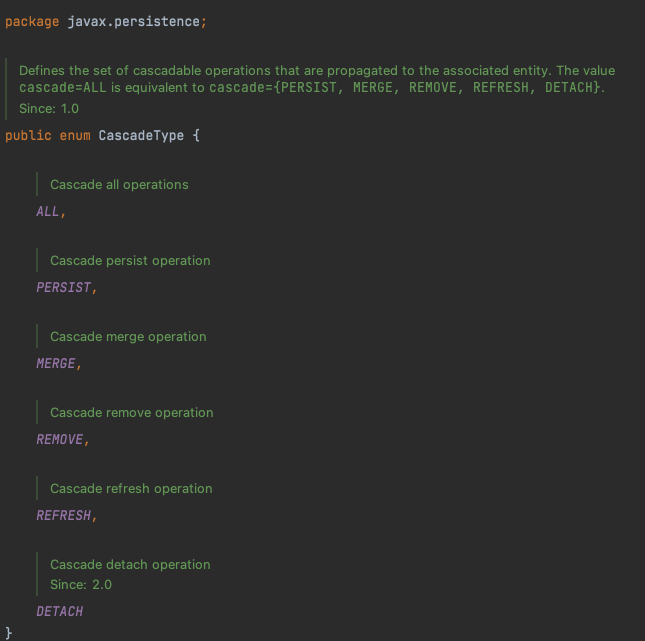 package javax.persistence;
Defines the set of cascadable operations that are propagated to the associated entity. The value
cascade=ALL is equivalent to cascade={PERSIST, MERGE, REMOVE, REFRESH, DETACH}.
Since: 1.0
public enum CascadeType {
Cascade all operations
ALL,
Cascade persist operation
PERSIST,
Cascade merge operation
MERGE,
Cascade remove operation
REMOVE,
Cascade refresh operation
REFRESH,
Cascade detach operation
Since: 2.0
DETACH
}